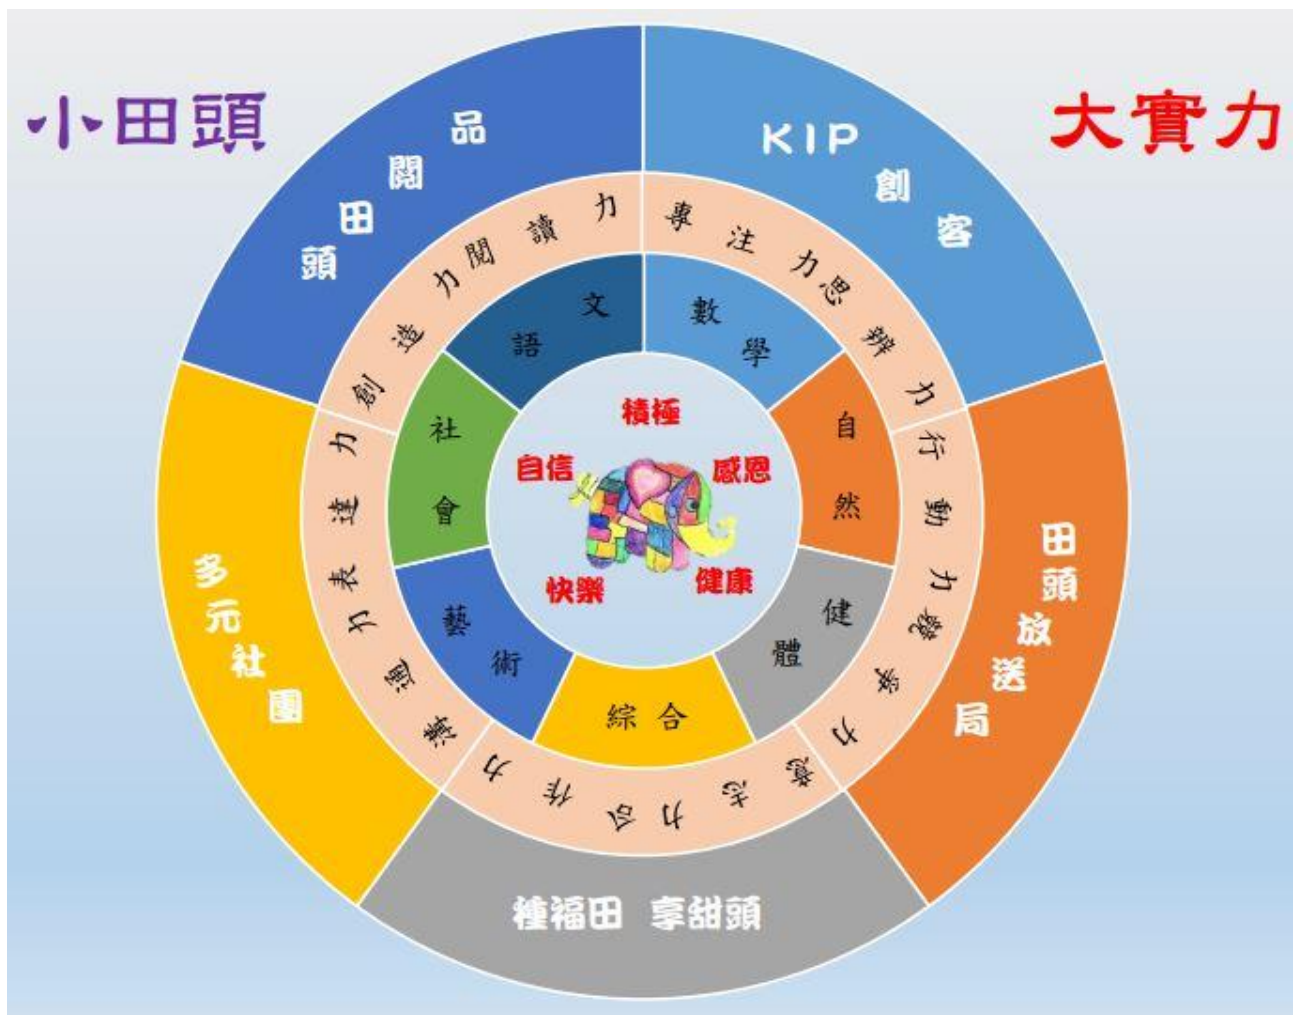 小田頭
大實力
品閱田頭
KIP創客
田頭放送局
種福田 享甜頭
多元社團
專注力
思辨力
行動力
競爭力
意志力
合作力
溝通力
表達力
創造力
閱讀力
語文
數學
自然
健體
綜合
藝術
社會
積極
感恩
健康
快樂
自信